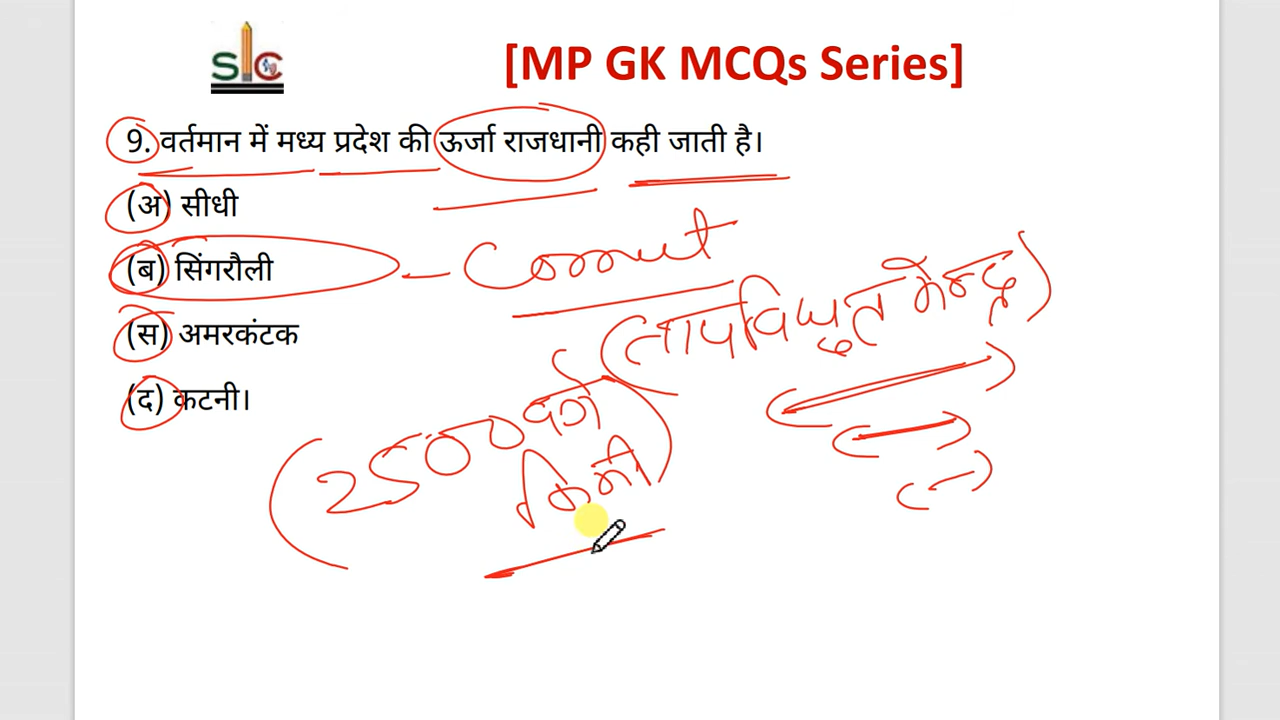 SLC
[MP GK MCQs Series]
9. वर्तमान में मध्य प्रदेश की ऊर्जा राजधानी कही जाती है।
(अ) सीधी
(ब) सिंगरौली
(स) अमरकंटक
(द) कटनी।
(तापविद्युत केन्द्र)
(2500 वर्ग
किमी)